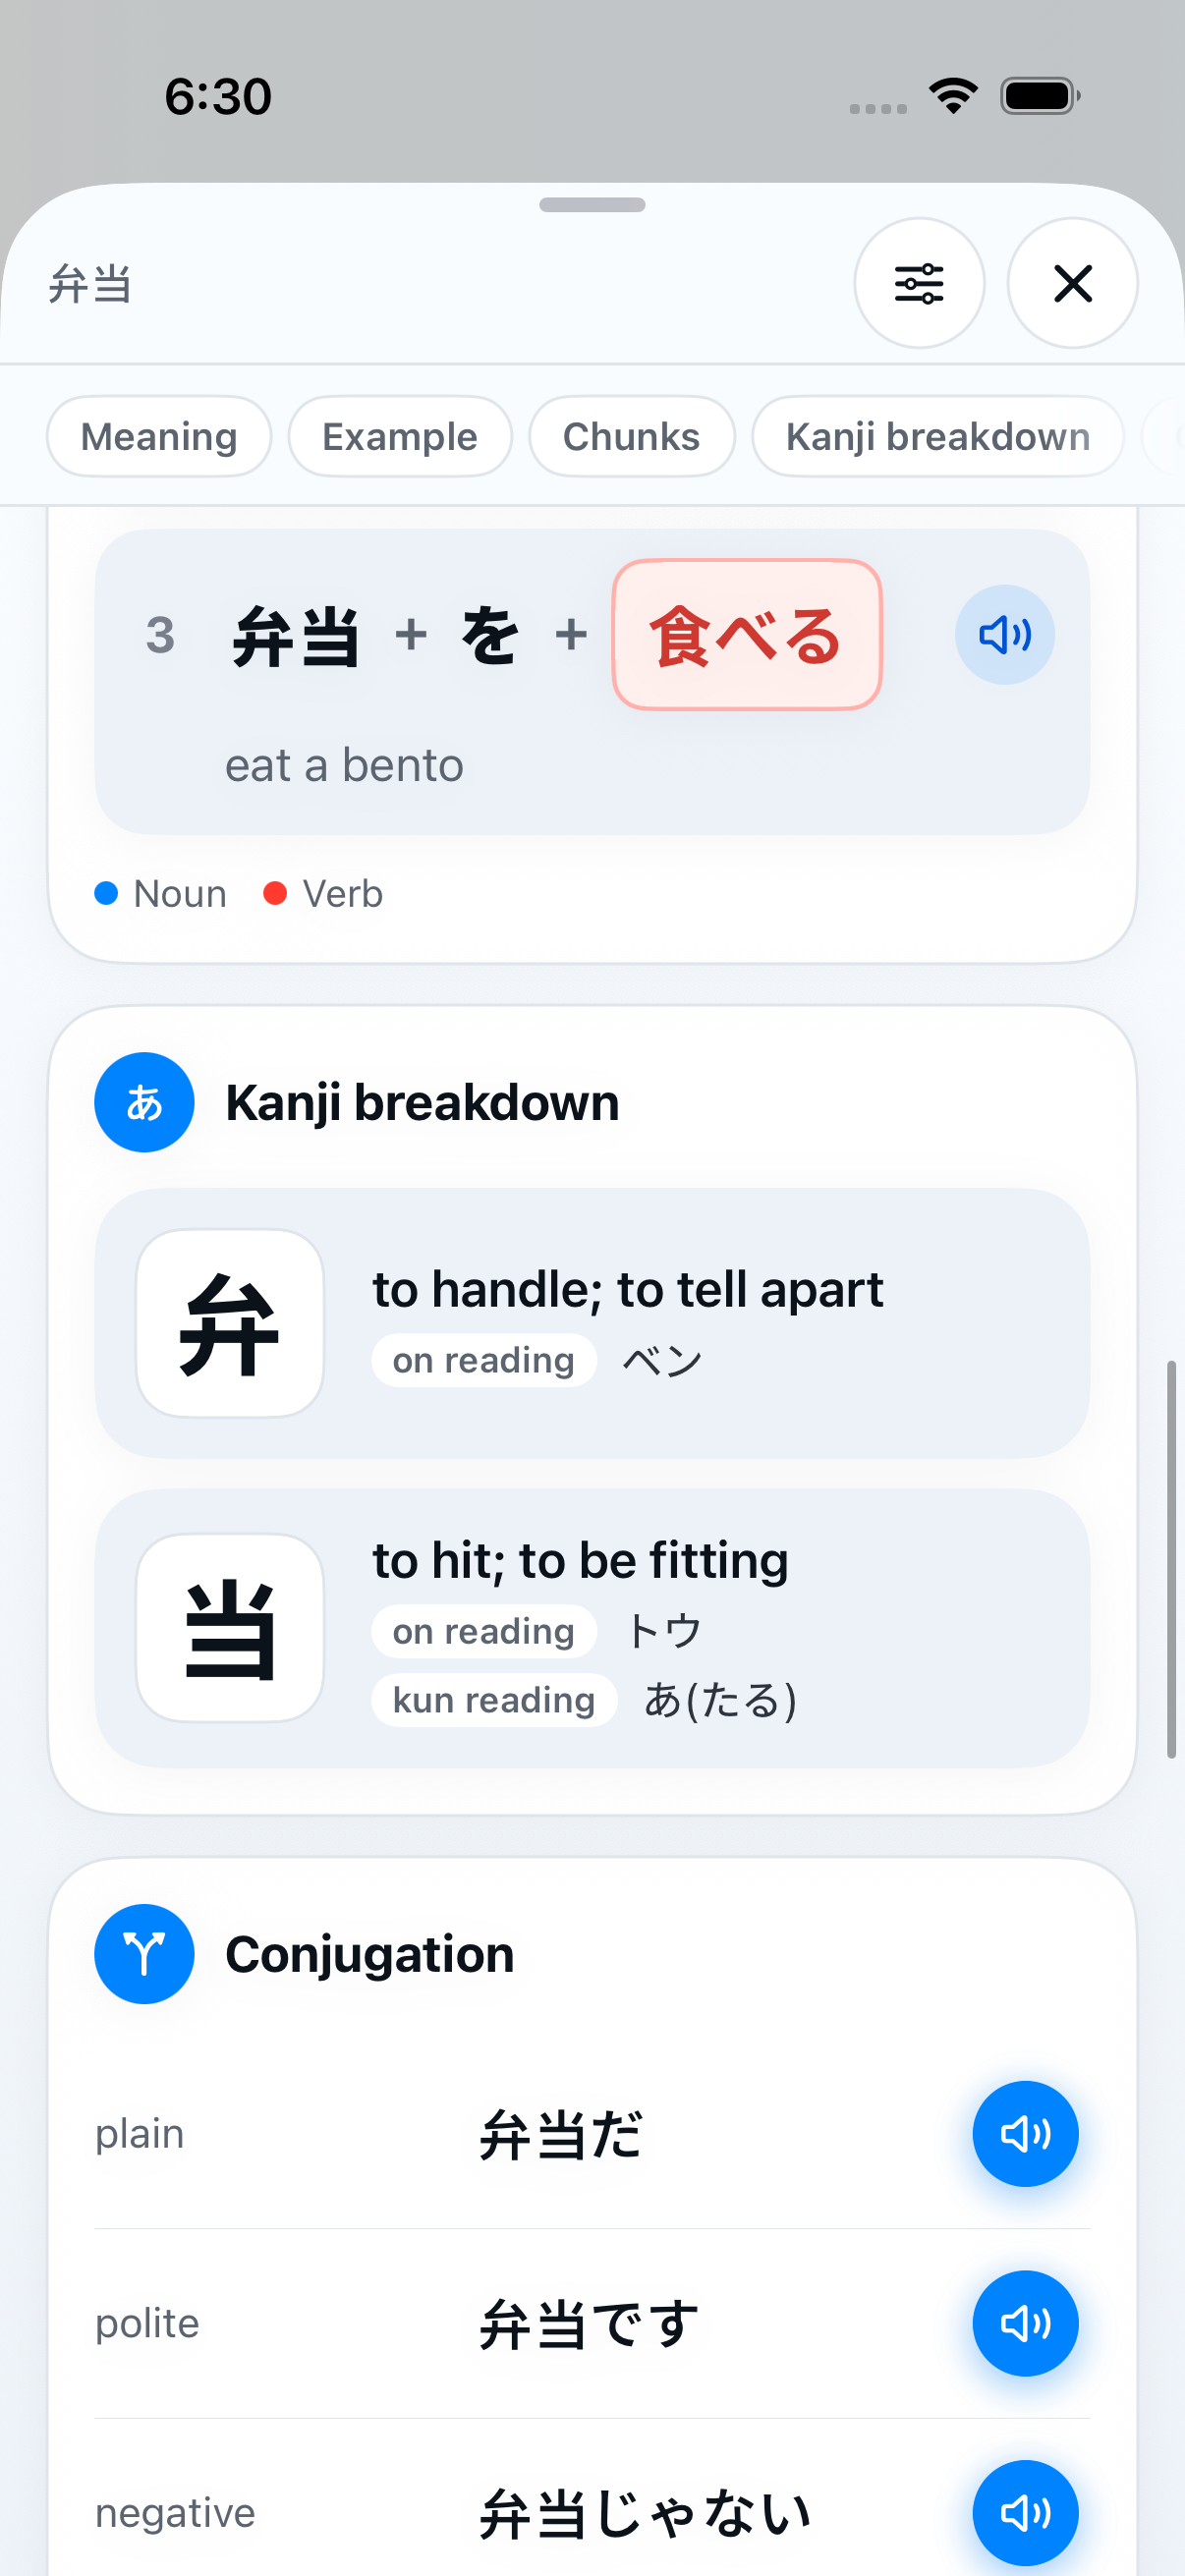 6:30
弁当
Meaning Example Chunks Kanji breakdown
3 弁当 + を + 食べる
eat a bento
Noun Verb
あ Kanji breakdown
弁
to handle; to tell apart
on reading ベン
当
to hit; to be fitting
on reading トウ
kun reading あ(たる)
Conjugation
plain 弁当だ
polite 弁当です
negative 弁当じゃない